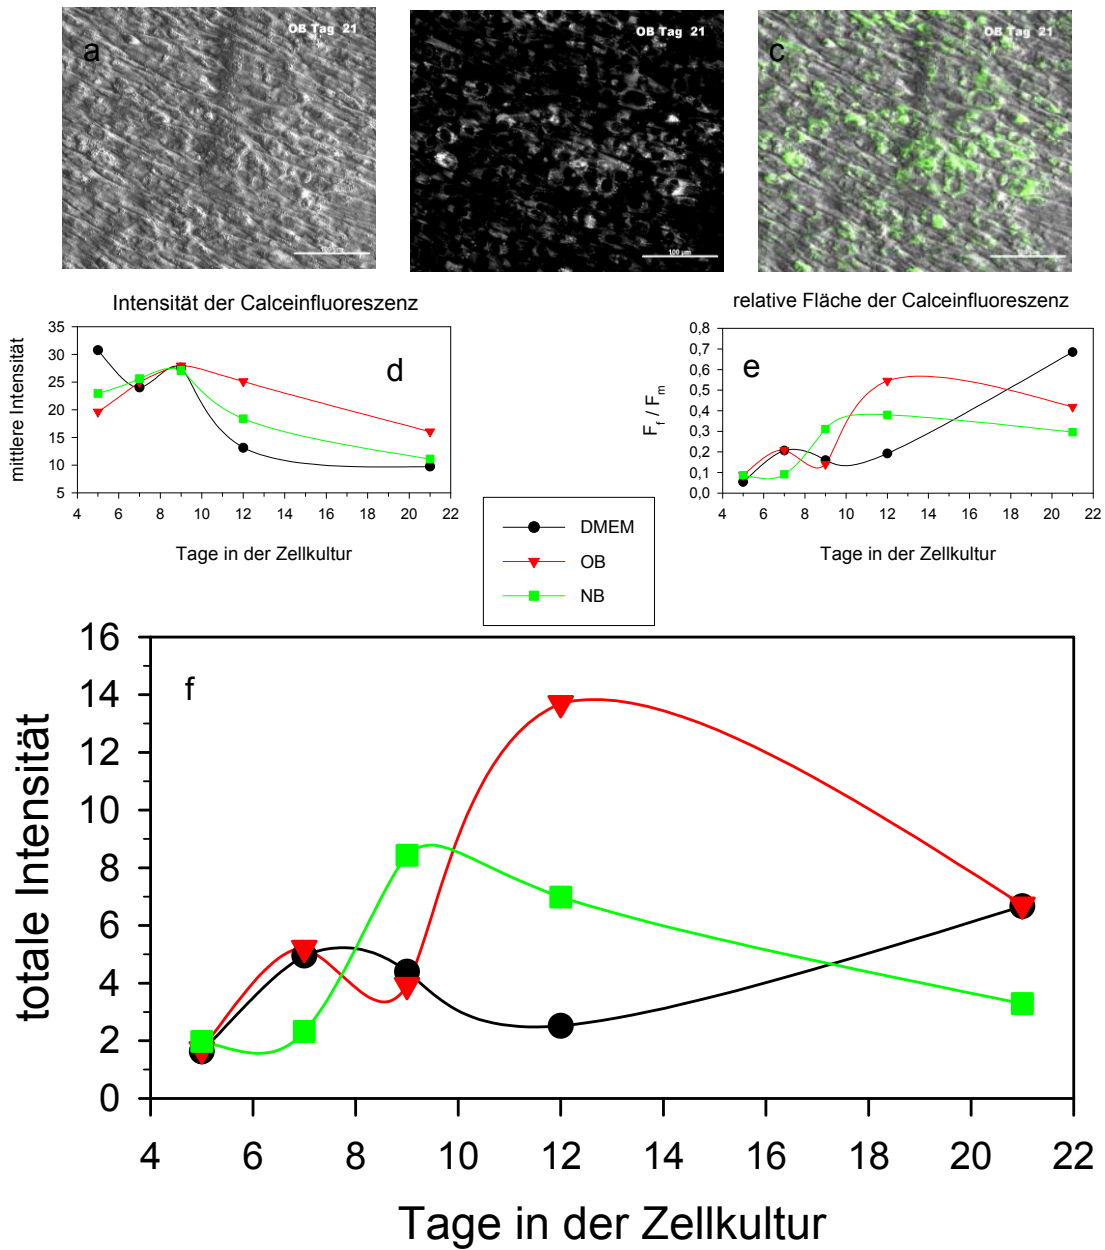 a
OB Tag 21
OB Tag 21
100 µm
c
OB Tag 21
Intensität der Calceinfluoreszenz
35
30
25
20
15
10
5
mittlere Intensität
d
4 6 8 10 12 14 16 18 20 22
Tage in der Zellkultur
relative Fläche der Calceinfluoreszenz
0,8
0,7
0,6
0,5
0,4
0,3
0,2
0,1
0,0
Ff / Fm
e
4 6 8 10 12 14 16 18 20 22
Tage in der Zellkultur
DMEM
OB
NB
16
14
12
10
8
6
4
2
0
totale Intensität
f
4 6 8 10 12 14 16 18 20 22
Tage in der Zellkultur